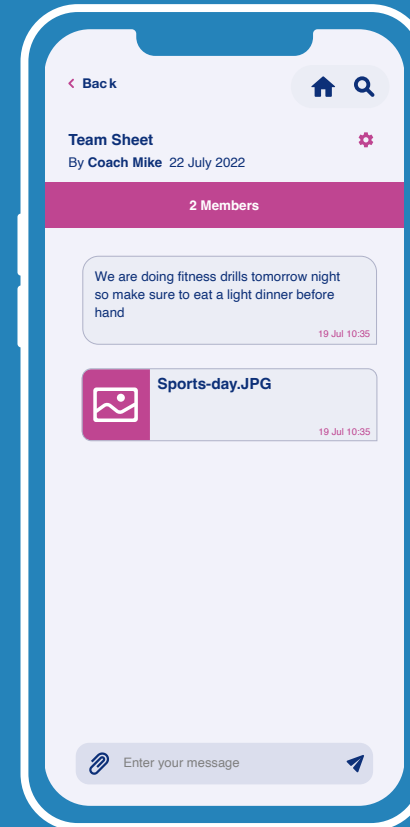 Back
Team Sheet
By Coach Mike 22 July 2022
2 Members
We are doing fitness drills tomorrow night
so make sure to eat a light dinner before
hand
19 Jul 10:35
Sports-day.JPG
19 Jul 10:35
Enter your message